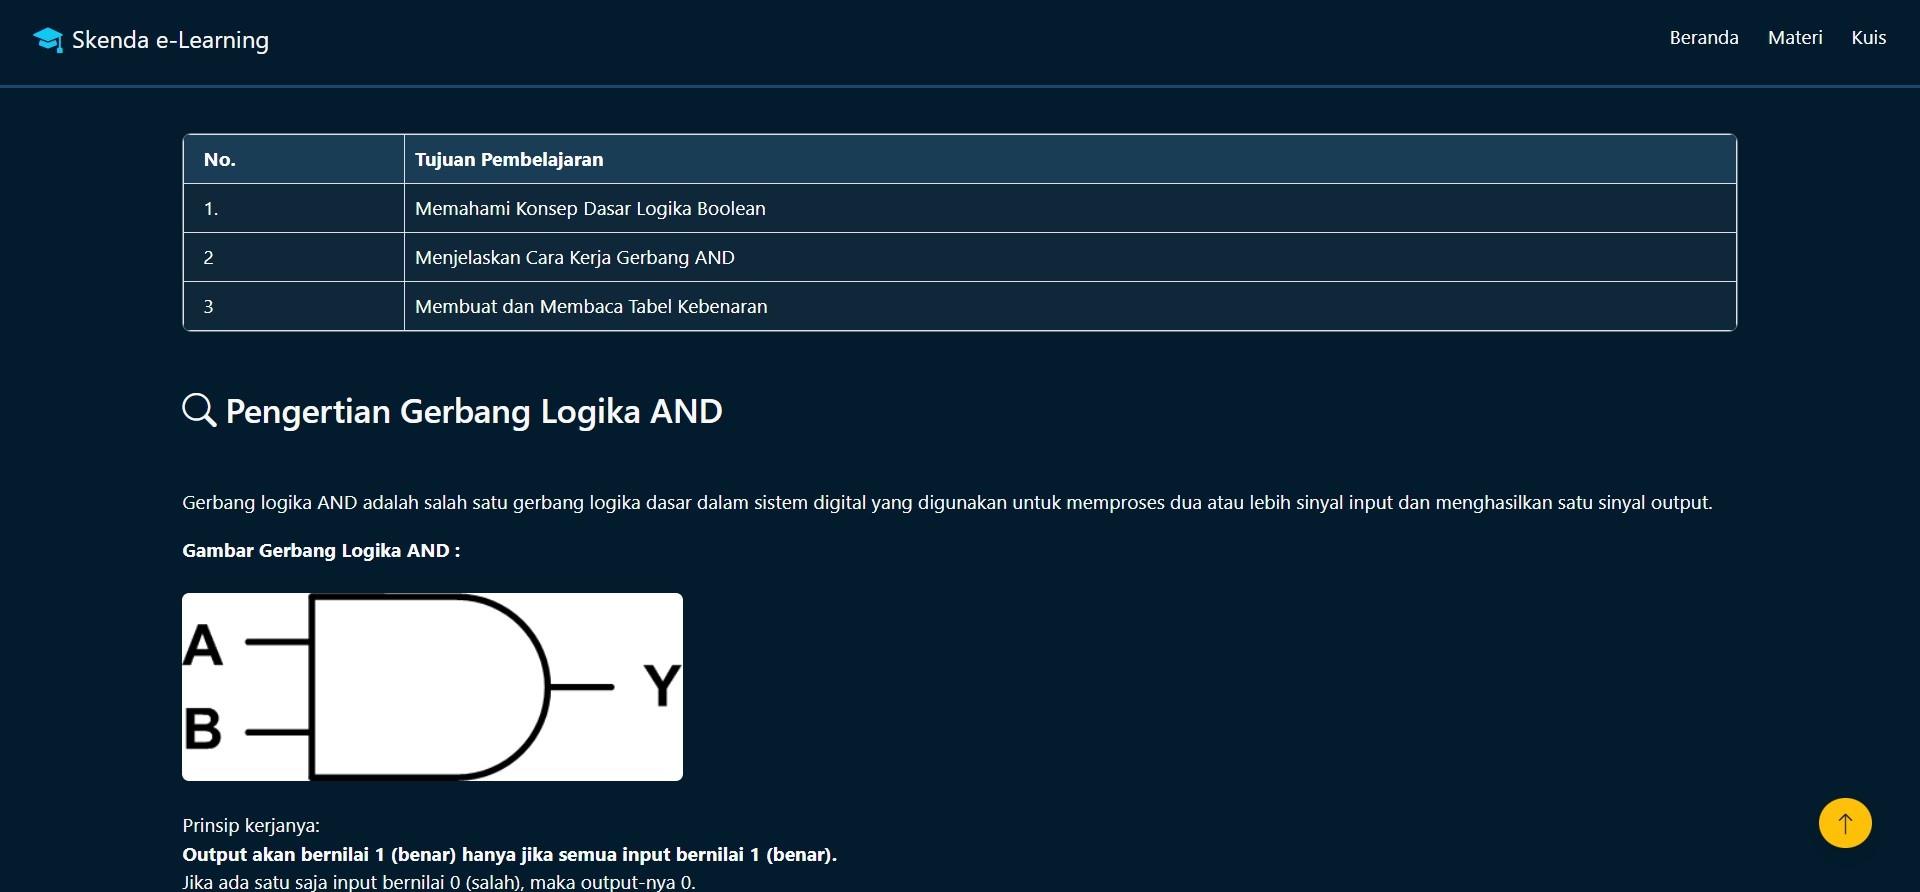 Skenda e-Learning
Beranda Materi Kuis
No. Tujuan Pembelajaran
1. Memahami Konsep Dasar Logika Boolean
2 Menjelaskan Cara Kerja Gerbang AND
3 Membuat dan Membaca Tabel Kebenaran
Pengertian Gerbang Logika AND
Gerbang logika AND adalah salah satu gerbang logika dasar dalam sistem digital yang digunakan untuk memproses dua atau lebih sinyal input dan menghasilkan satu sinyal output.
Gambar Gerbang Logika AND :
A
Y
B
Prinsip kerjanya:
Output akan bernilai 1 (benar) hanya jika semua input bernilai 1 (benar).
Jika ada satu saja input bernilai 0 (salah), maka output-nya 0.